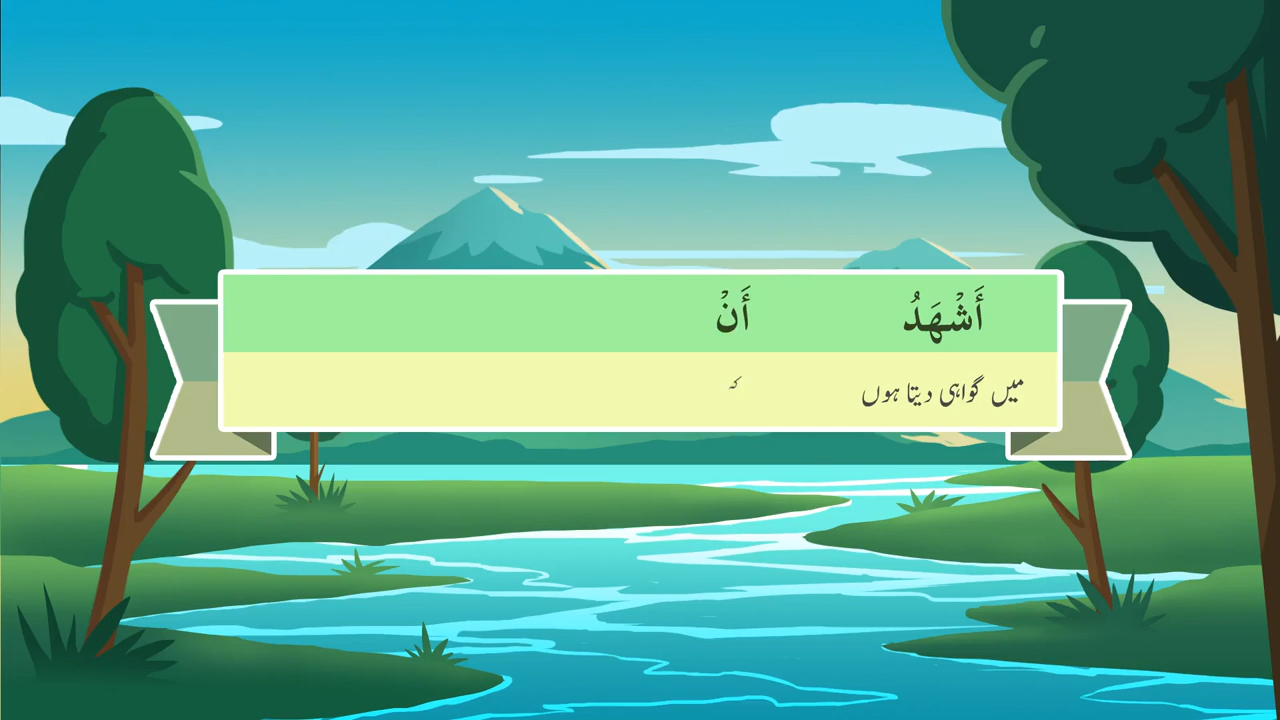 أَشْهَدُ أَنْ
میں گواہی دیتا ہوں کہ